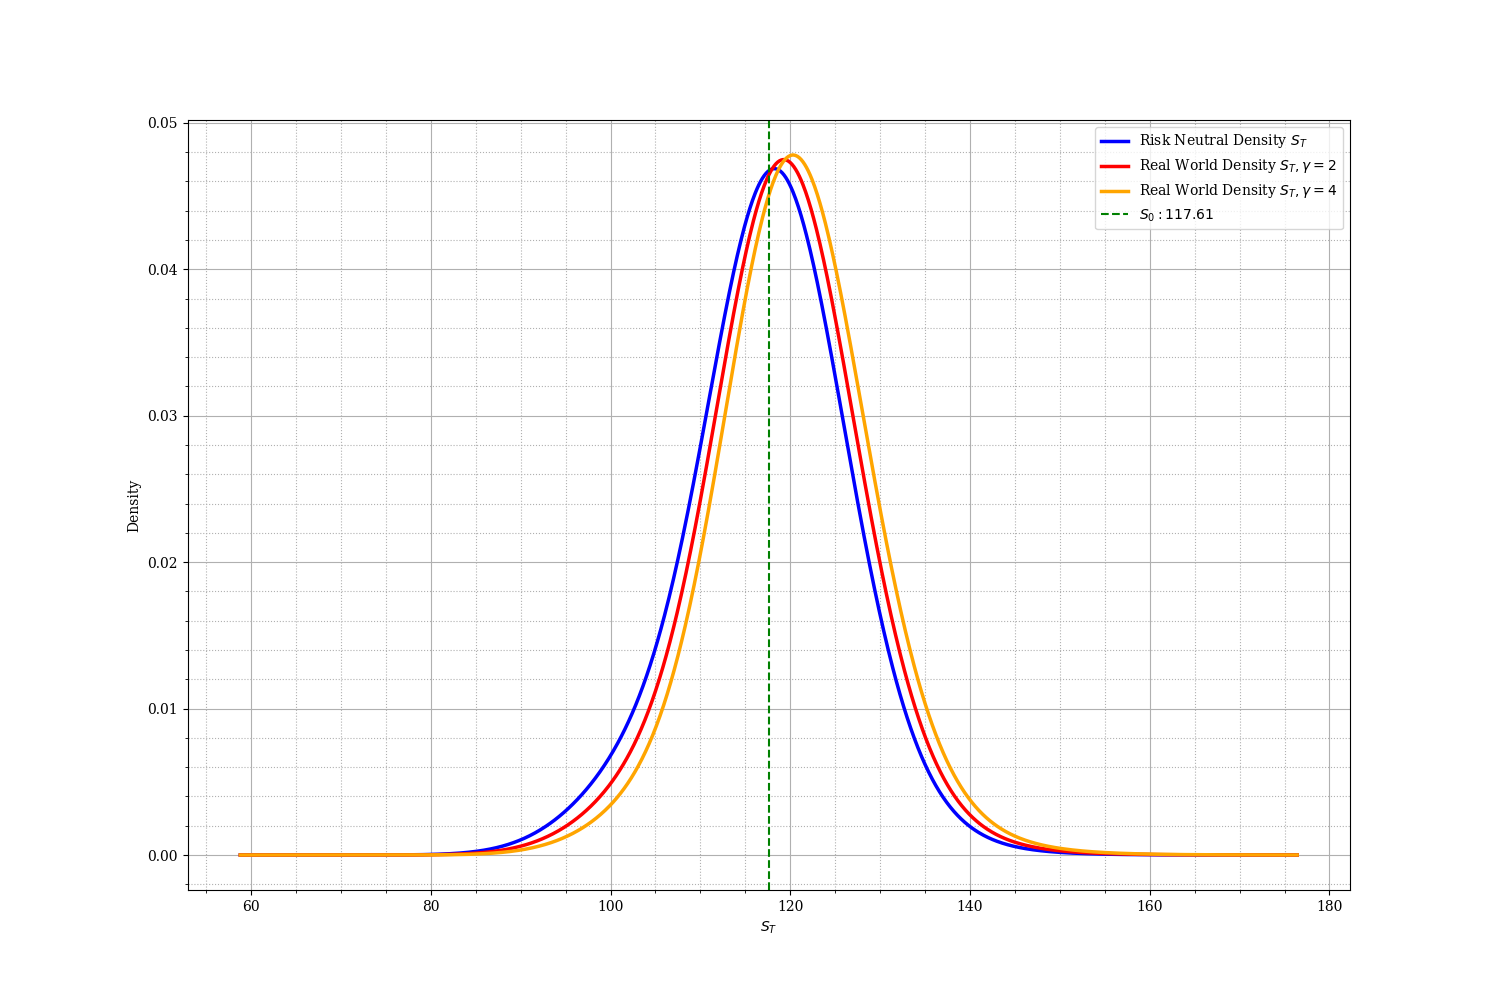 Risk Neutral Density $S_T$
Real World Density $S_T, γ = 2$
Real World Density $S_T, γ = 4$
$S_0 : 117.61$
0.05
0.04
0.03
0.02
0.01
0.00
Density
60 80 100 120 140 160 180
$S_T$